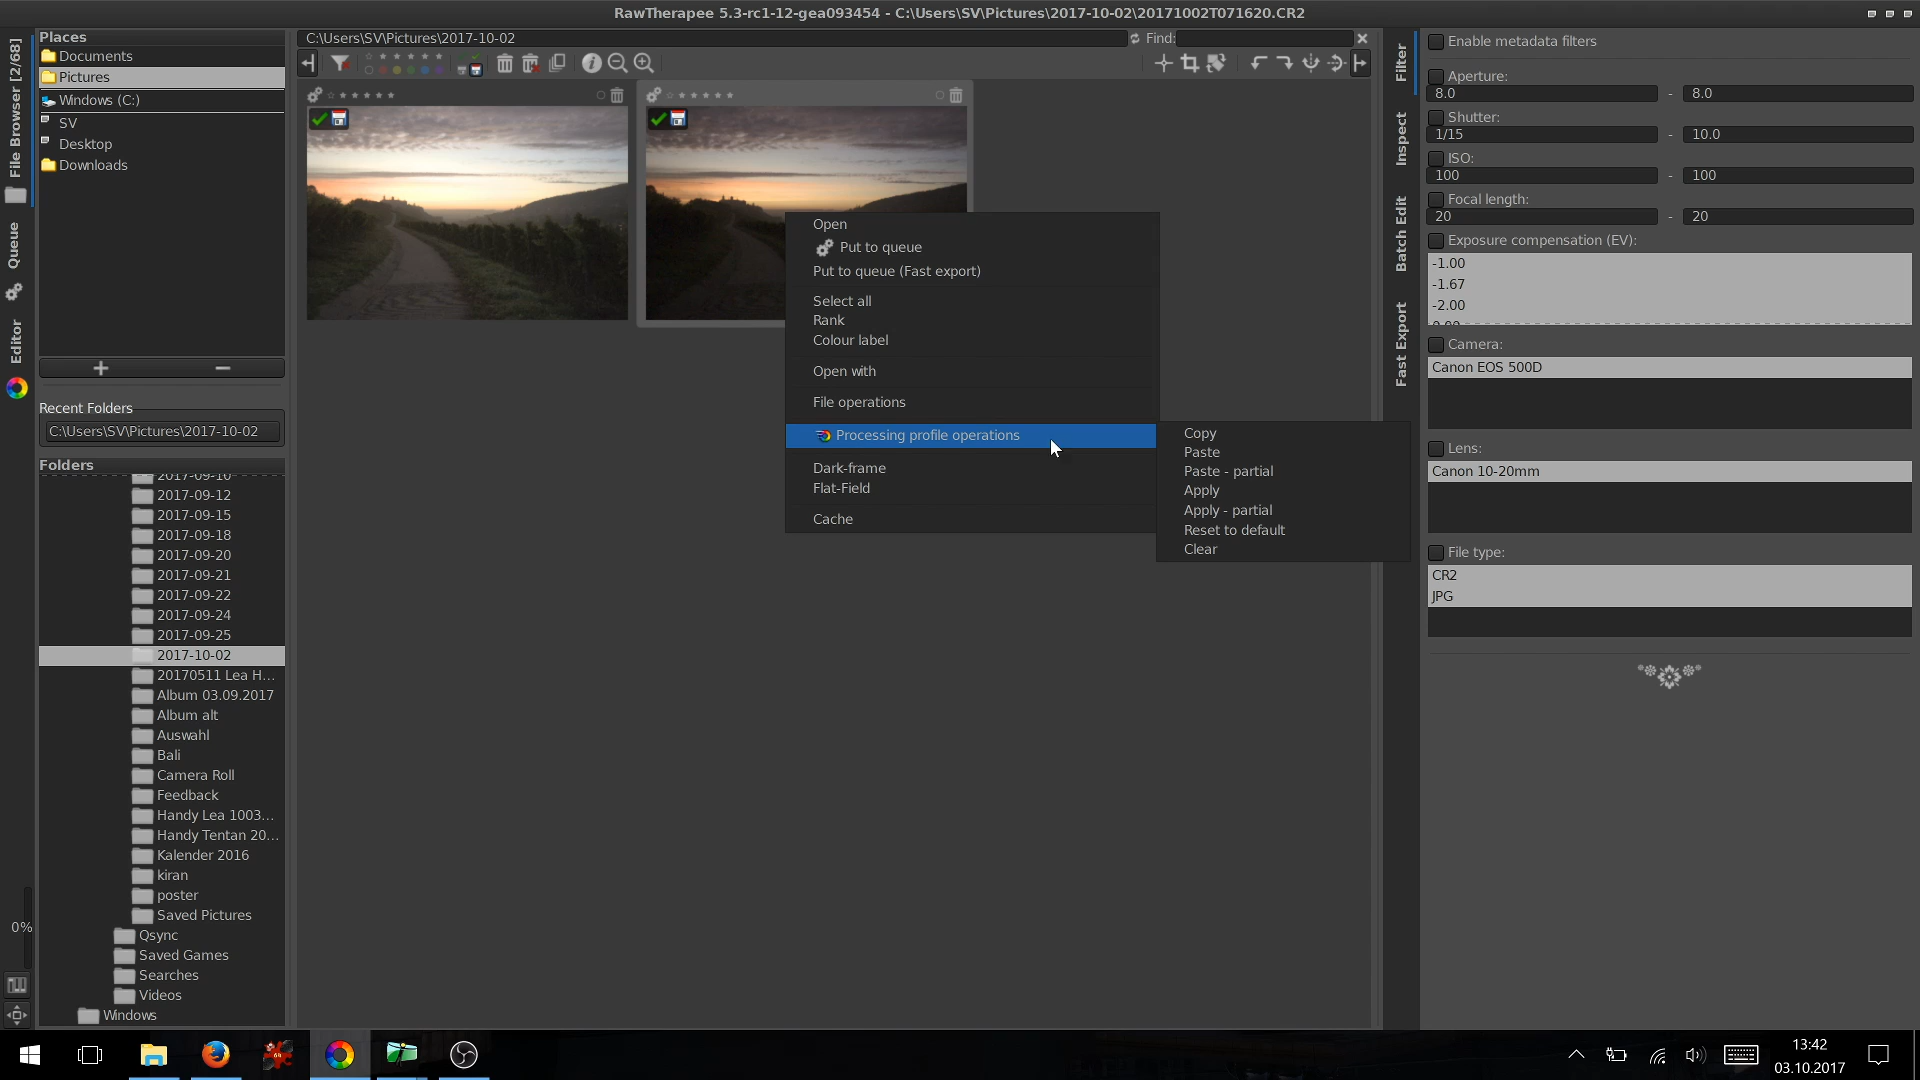 RawTherapee 5.3-rc1-12-gea093454 - C:\Users\SV\Pictures\2017-10-02\20171002T071620.CR2
File Browser [2/68]
Queue
Editor
0%
Places
Documents
Pictures
Windows (C:)
SV
Desktop
Downloads
Recent Folders
C:\Users\SV\Pictures\2017-10-02
Folders
2017-09-10
2017-09-12
2017-09-15
2017-09-18
2017-09-20
2017-09-21
2017-09-22
2017-09-24
2017-09-25
2017-10-02
20170511 Lea H...
Album 03.09.2017
Album alt
Auswahl
Bali
Camera Roll
Feedback
Handy Lea 1003...
Handy Tentan 20...
Kalender 2016
kiran
poster
Saved Pictures
Qsync
Saved Games
Searches
Videos
Windows
C:\Users\SV\Pictures\2017-10-02
Find:
Open
Put to queue
Put to queue (Fast export)
Select all
Rank
Colour label
Open with
File operations
Processing profile operations
Dark-frame
Flat-Field
Cache
Copy
Paste
Paste - partial
Apply
Apply - partial
Reset to default
Clear
Filter
Inspect
Batch Edit
Fast Export
Enable metadata filters
Aperture:
8.0 - 8.0
Shutter:
1/15 - 10.0
ISO:
100 - 100
Focal length:
20 - 20
Exposure compensation (EV):
-1.00
-1.67
-2.00
0.00
Camera:
Canon EOS 500D
Lens:
Canon 10-20mm
File type:
CR2
JPG
64
13:42
03.10.2017